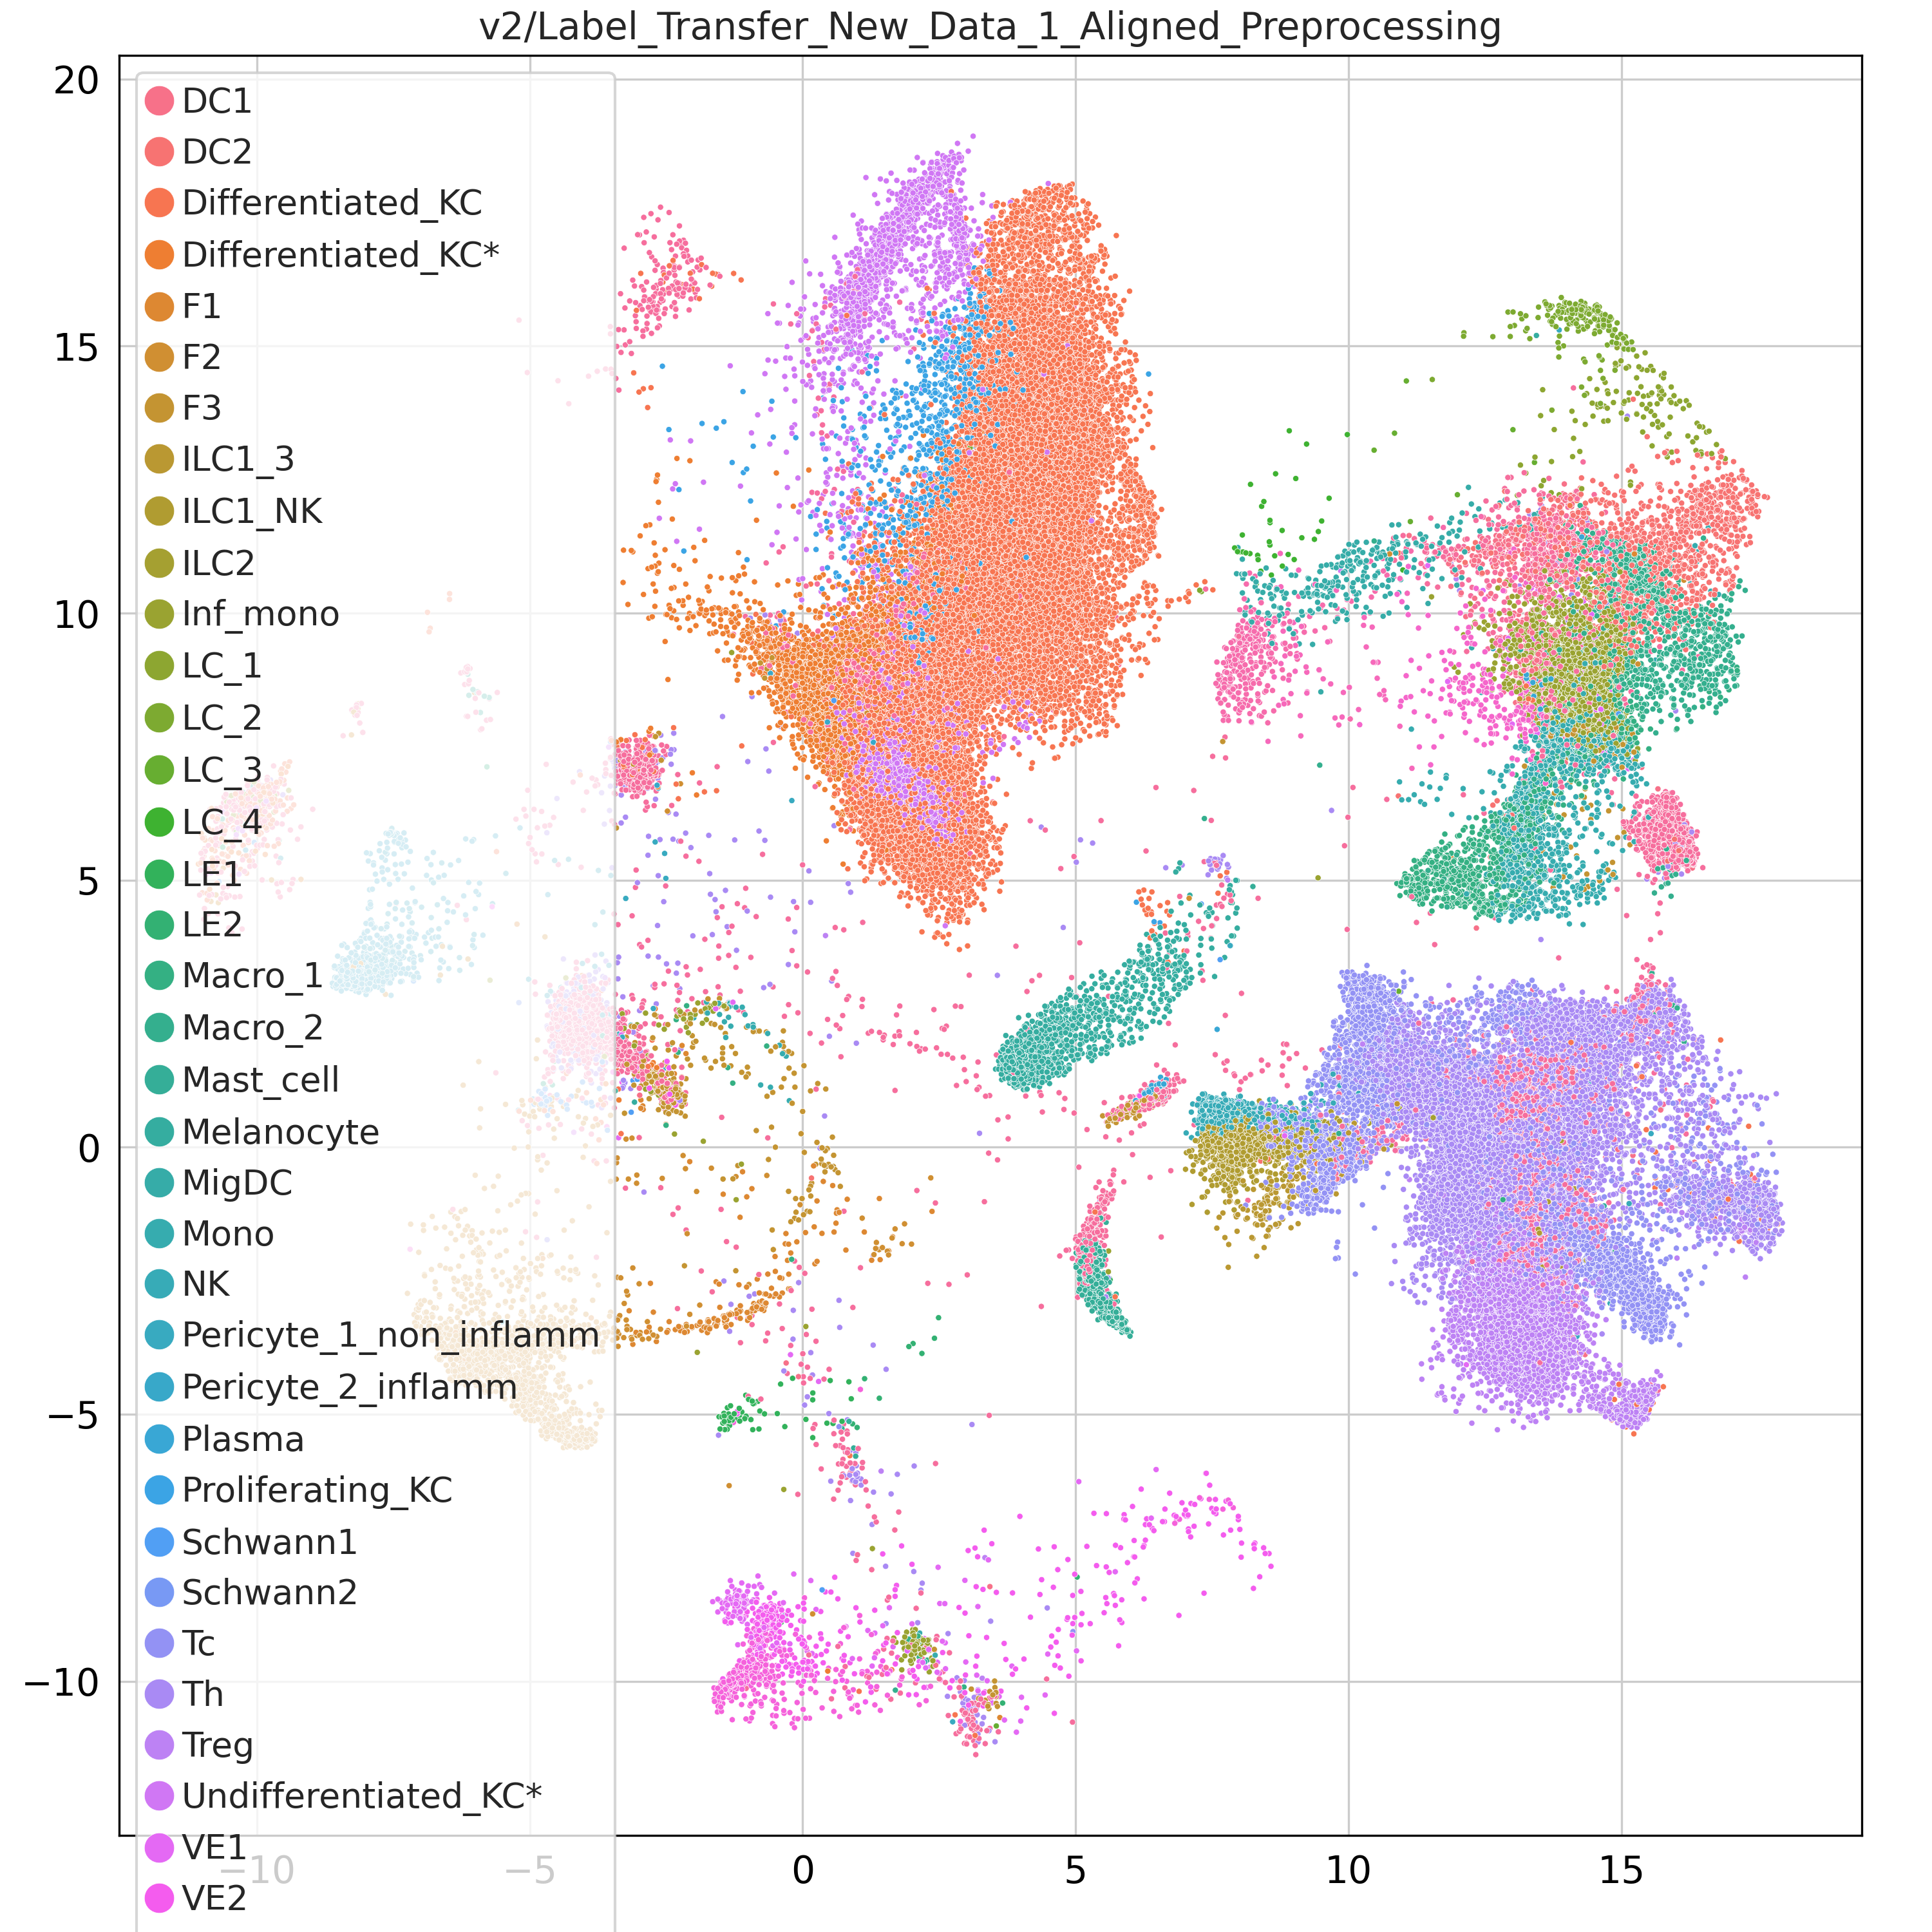 v2/Label_Transfer_New_Data_1_Aligned_Preprocessing
20
15
10
5
0
−5
−10
DC1
DC2
Differentiated_KC
Differentiated_KC*
F1
F2
F3
ILC1_3
ILC1_NK
ILC2
Inf_mono
LC_1
LC_2
LC_3
LC_4
LE1
LE2
Macro_1
Macro_2
Mast_cell
Melanocyte
MigDC
Mono
NK
Pericyte_1_non_inflamm
Pericyte_2_inflamm
Plasma
Proliferating_KC
Schwann1
Schwann2
Tc
Th
Treg
Undifferentiated_KC*
VE1
VE2
−10 −5 0 5 10 15